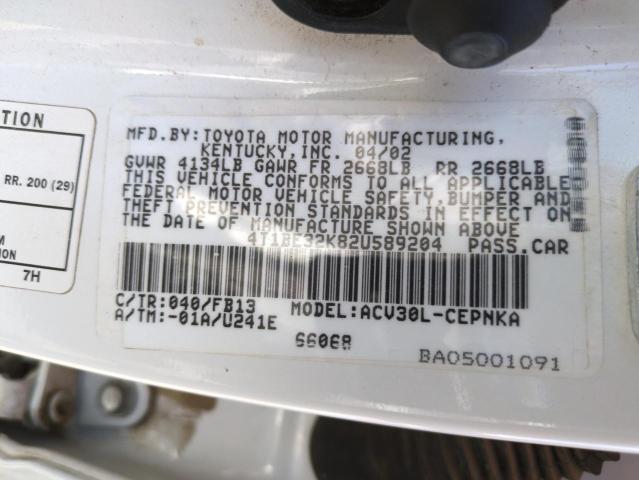 TION
RR. 200 (29)
M
ION
7H
MFD.BY:TOYOTA MOTOR MANUFACTURING,
KENTUCKY,INC. 04/02
GVWR 4134LB GAWR FR 2668LB RR 2668LB
THIS VEHICLE CONFORMS TO ALL APPLICABLE
FEDERAL MOTOR VEHICLE SAFETY,BUMPER AND
THEFT PREVENTION STANDARDS IN EFFECT ON
THE DATE OF MANUFACTURE SHOWN ABOVE
4T1BE32K82U589204 PASS.CAR
C/TR:040/FB13 MODEL:ACV30L-CEPNKA
A/TM:-01A/U241E
66068
BA05001091